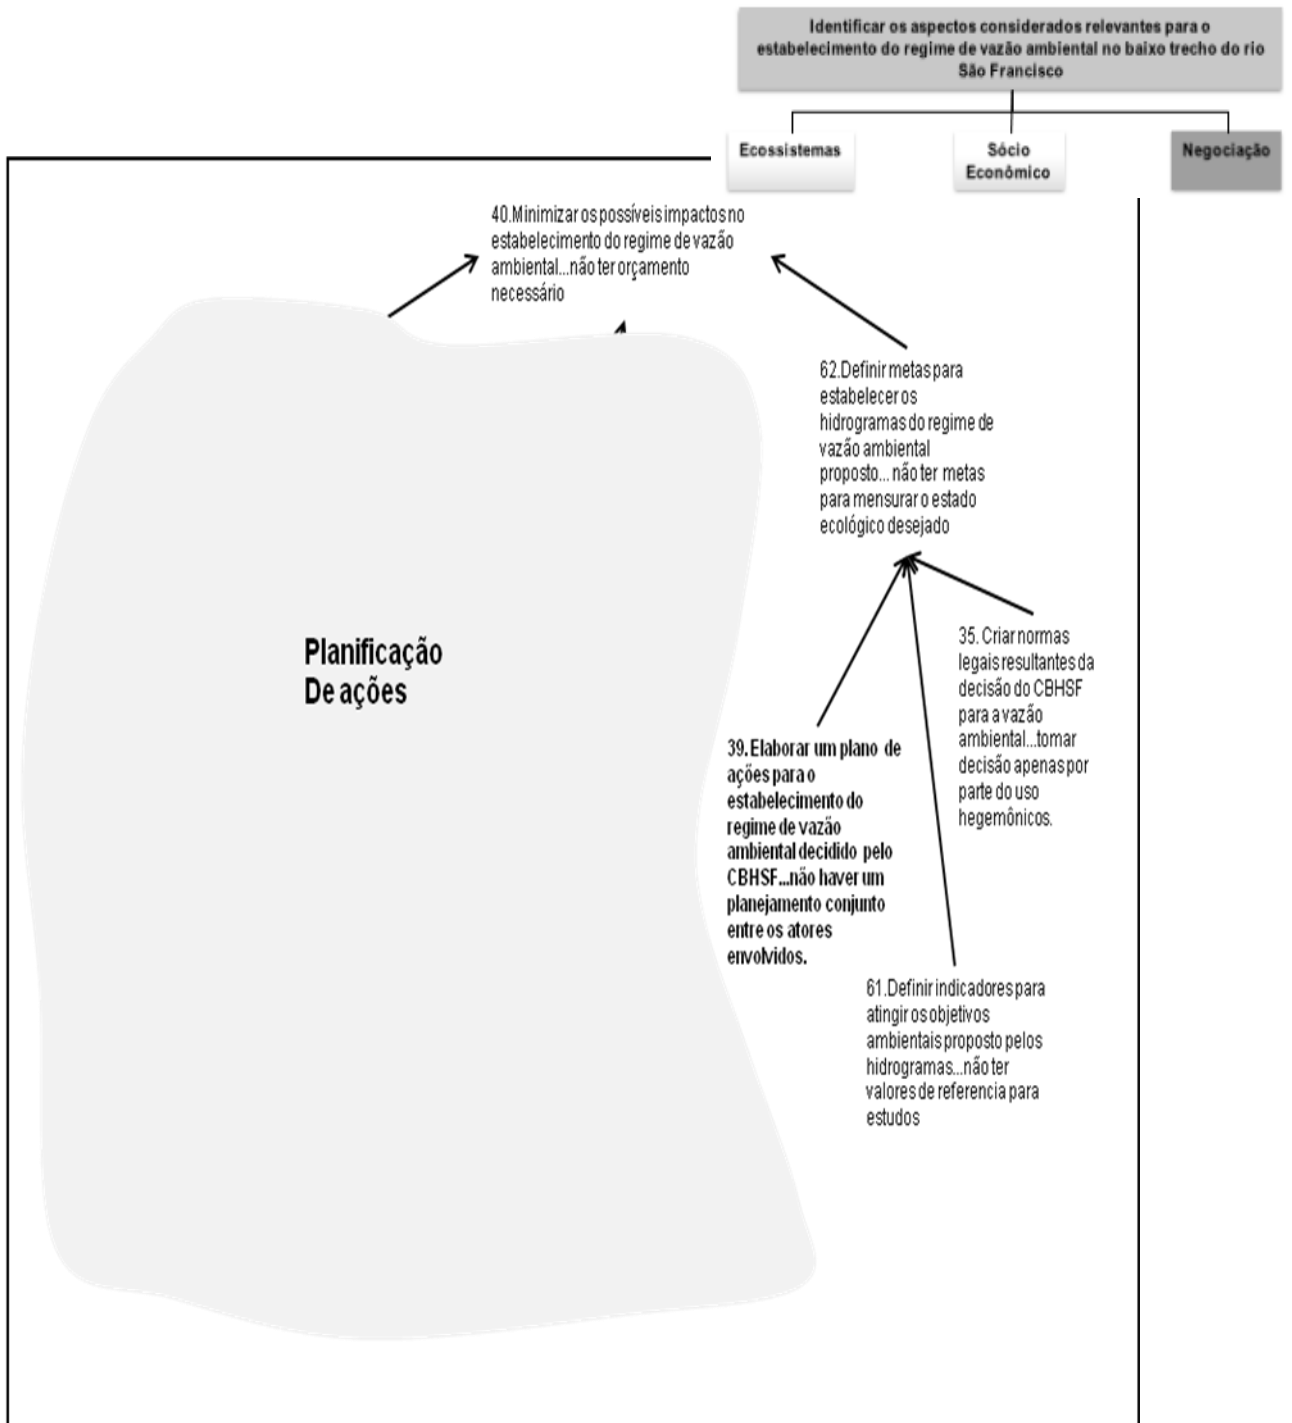 Identificar os aspectos considerados relevantes para o
estabelecimento do regime de vazão ambiental no baixo trecho do rio
São Francisco
Ecossistemas
Sócio
Econômico
Negociação
40.Minimizar os possíveis impactos no
estabelecimento do regime de vazão
ambiental...não ter orçamento
necessário
62.Definir metas para
estabelecer os
hidrogramas do regime de
vazão ambiental
proposto... não ter metas
para mensurar o estado
ecológico desejado
Planificação
De ações
35. Criar normas
legais resultantes da
decisão do CBHSF
para a vazão
ambiental...tomar
decisão apenas por
parte do uso
hegemônicos.
39.Elaborar um plano de
ações para o
estabelecimento do
regime de vazão
ambiental decidido pelo
CBHSF...não haver um
planejamento conjunto
entre os atores
envolvidos.
61.Definir indicadores para
atingir os objetivos
ambientais proposto pelos
hidrogramas...não ter
valores de referencia para
estudos